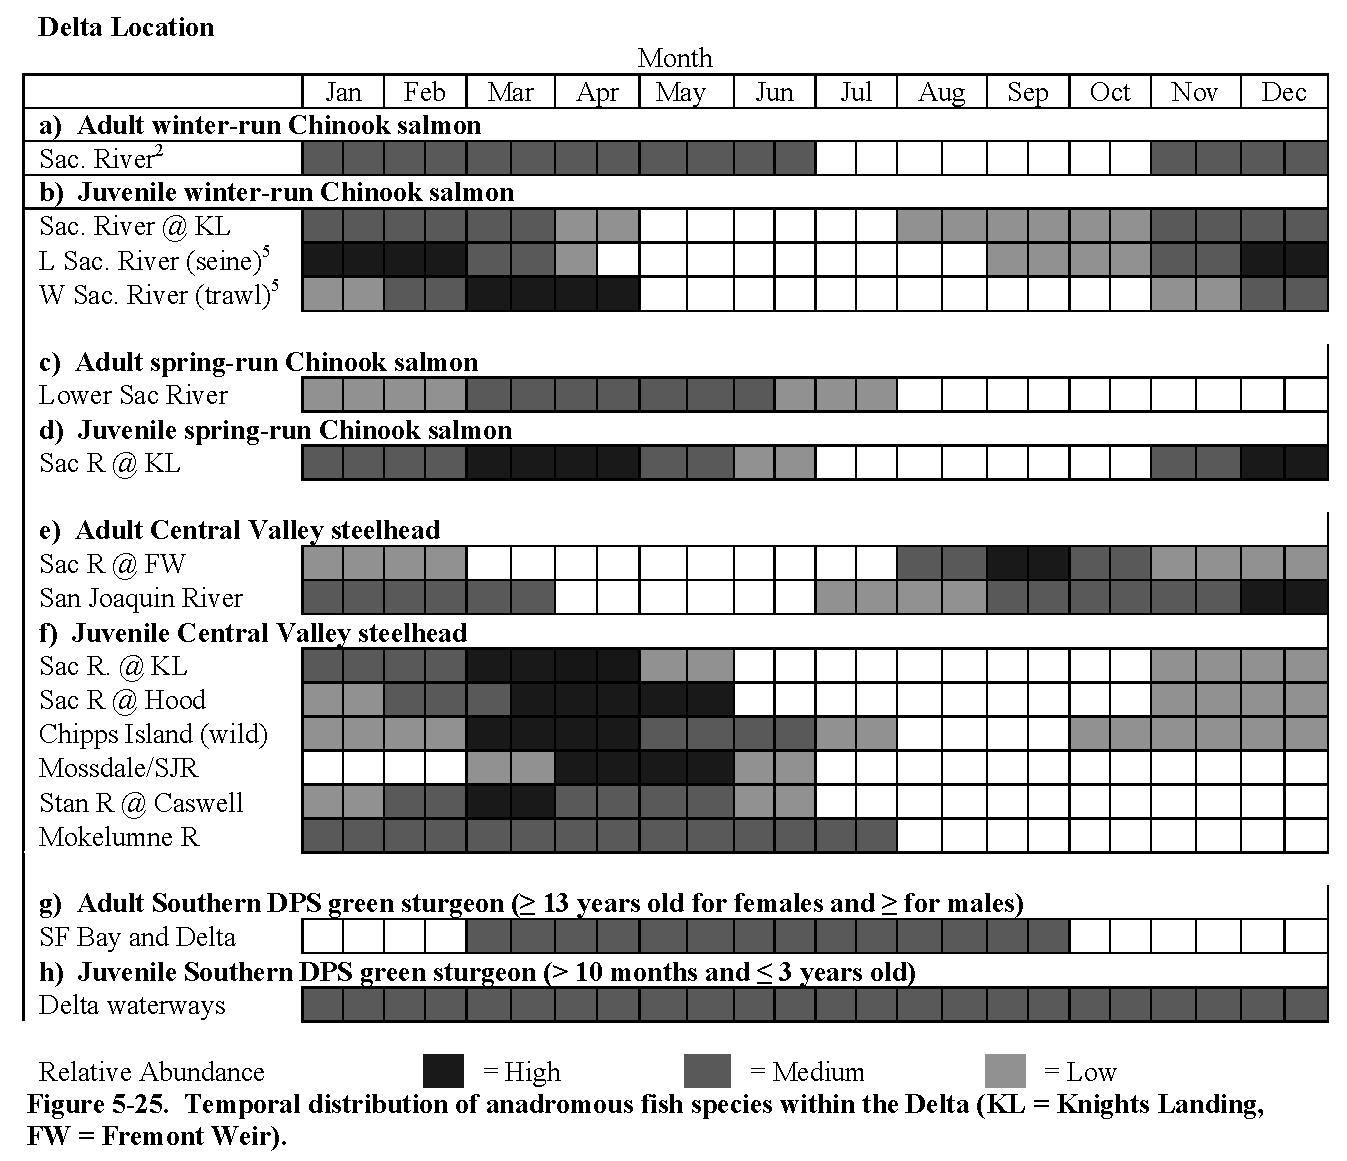 Delta Location
Month
Jan Feb Mar Apr May Jun Jul Aug Sep Oct Nov Dec
a) Adult winter-run Chinook salmon
Sac. River2
b) Juvenile winter-run Chinook salmon
Sac. River @ KL
L Sac. River (seine)5
W Sac. River (trawl)5
c) Adult spring-run Chinook salmon
Lower Sac River
d) Juvenile spring-run Chinook salmon
Sac R @ KL
e) Adult Central Valley steelhead
Sac R @ FW
San Joaquin River
f) Juvenile Central Valley steelhead
Sac R. @ KL
Sac R @ Hood
Chipps Island (wild)
Mossdale/SJR
Stan R @ Caswell
Mokelumne R
g) Adult Southern DPS green sturgeon (≥ 13 years old for females and ≥ for males)
SF Bay and Delta
h) Juvenile Southern DPS green sturgeon (> 10 months and ≤ 3 years old)
Delta waterways
Relative Abundance = High = Medium = Low
Figure 5-25. Temporal distribution of anadromous fish species within the Delta (KL = Knights Landing,
FW = Fremont Weir).